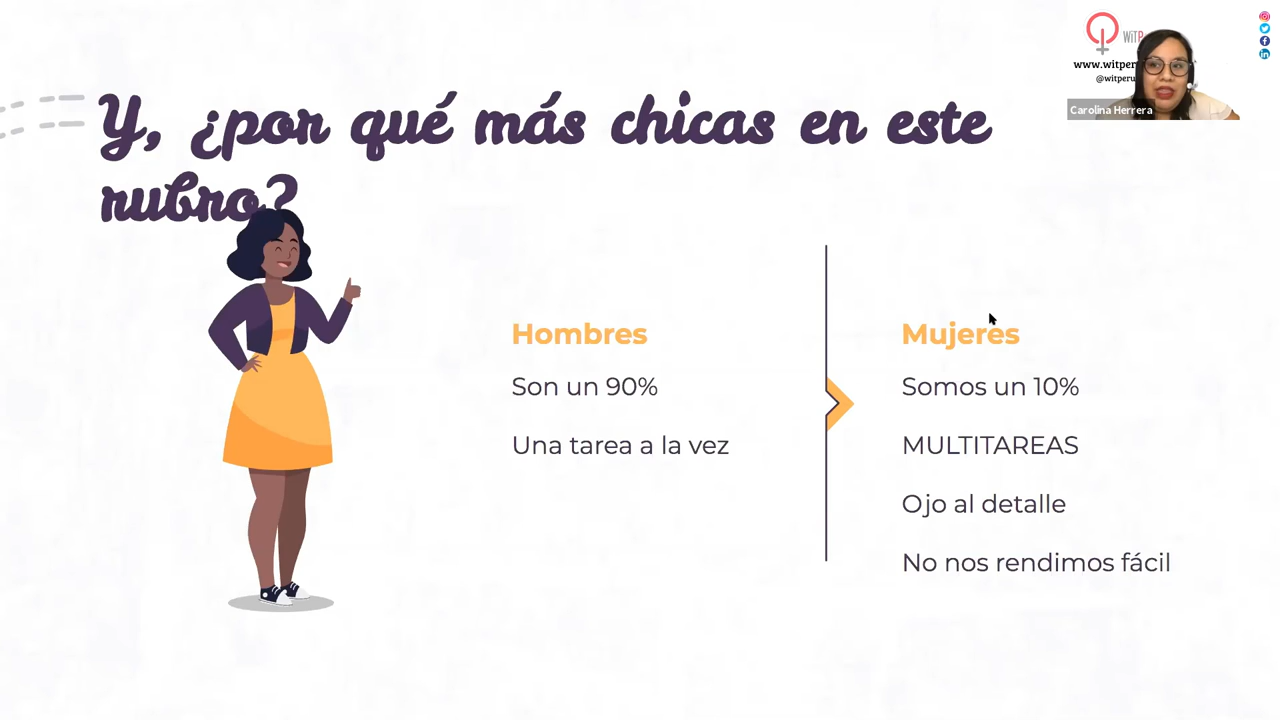 WiTP
www.witper
@witperu
Carolina Herrera
Y, ¿por qué más chicas en este
rubro?
Hombres
Son un 90%
Una tarea a la vez
Mujeres
Somos un 10%
MULTITAREAS
Ojo al detalle
No nos rendimos fácil